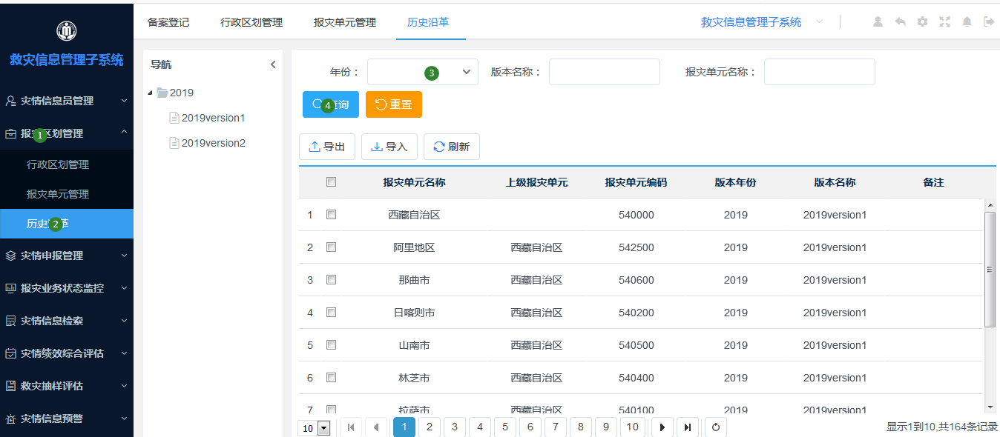 救灾信息管理子系统
灾情信息员管理
报灾区划管理
1
行政区划管理
报灾单元管理
历史沿革
2
灾情申报管理
报灾业务状态监控
灾情信息检索
灾情绩效综合评估
救灾抽样评估
灾情信息预警
备案登记 行政区划管理 报灾单元管理 历史沿革 救灾信息管理子系统
导航
2019
2019version1
2019version2
年份： 3 版本名称： 报灾单元名称：
4 询 重置
导出 导入 刷新
报灾单元名称 上级报灾单元 报灾单元编码 版本年份 版本名称 备注
1 西藏自治区 540000 2019 2019version1
2 阿里地区 西藏自治区 542500 2019 2019version1
3 那曲市 西藏自治区 540600 2019 2019version1
4 日喀则市 西藏自治区 540200 2019 2019version1
5 山南市 西藏自治区 540500 2019 2019version1
6 林芝市 西藏自治区 540400 2019 2019version1
7 拉萨市 西藏自治区 540100 2019 2019version1
10 1 2 3 4 5 6 7 8 9 10 显示1到10,共164条记录